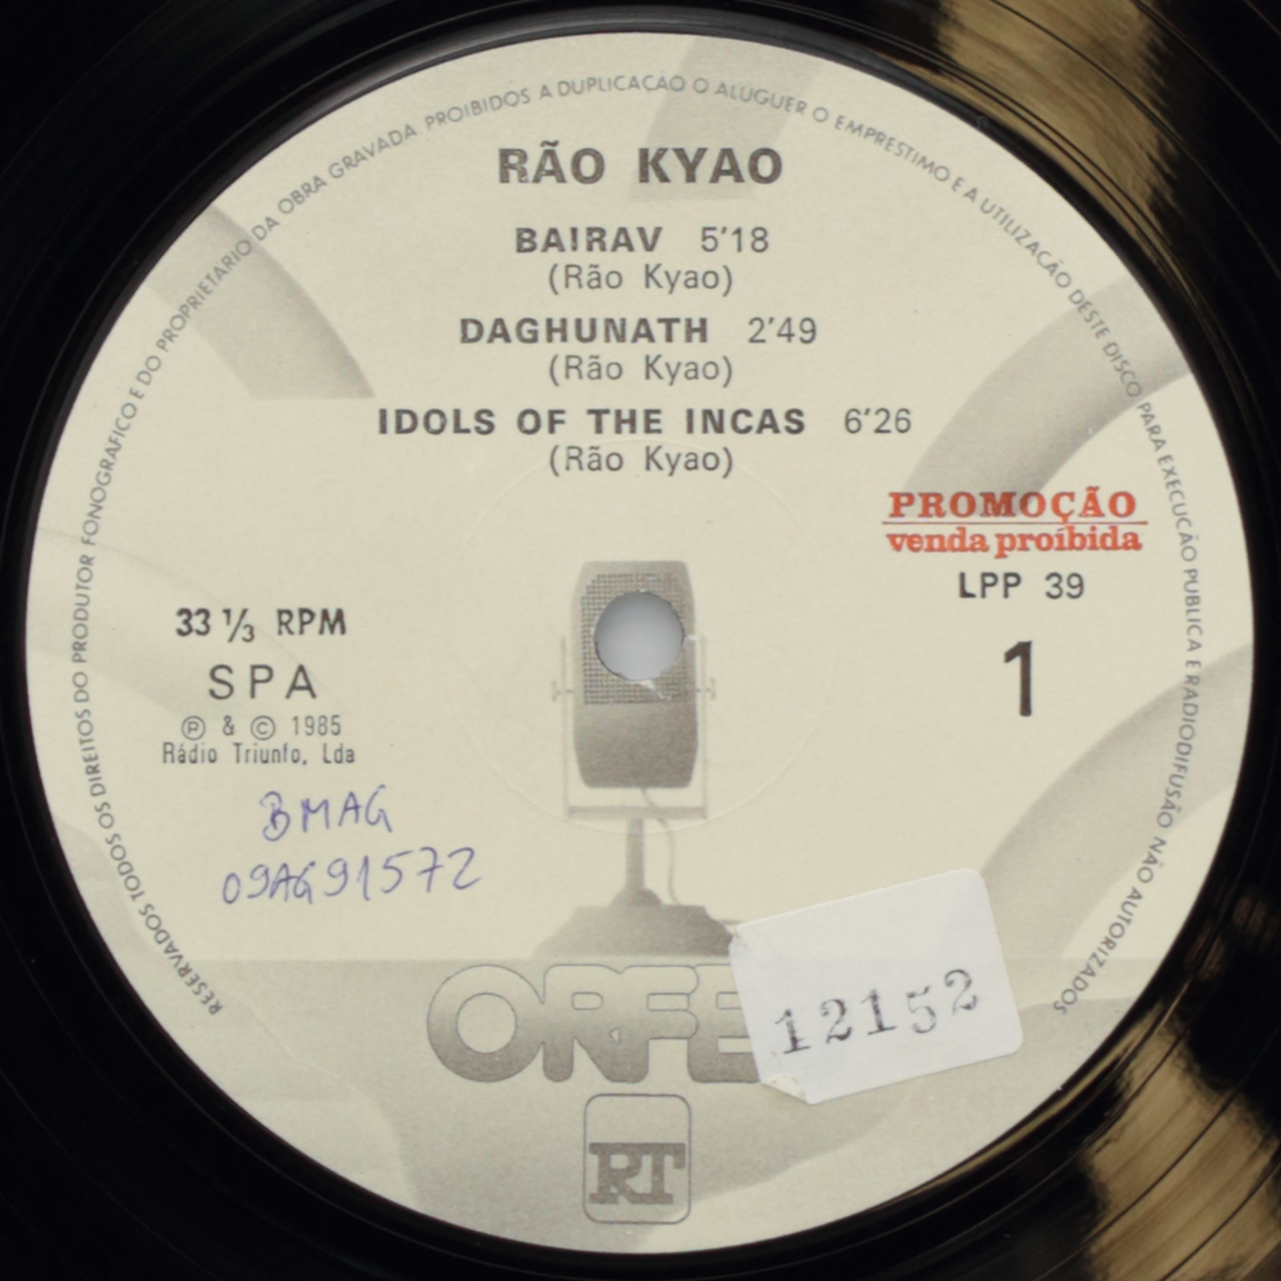 RESERVADOS TODOS OS DIREITOS DO PRODUTOR FONOGRAFICO E DO PROPRIETARIO DA OBRA GRAVADA. PROIBIDOS A DUPLICAÇÃO O ALUGUER O EMPRESTIMO E A UTILIZAÇÃO DESTE DISCO PARA EXECUÇÃO PUBLICA E RADIODIFUSÃO NÃO AUTORIZADOS
RÃO KYAO
BAIRAV 5'18
(Rão Kyao)
DAGHUNATH 2'49
(Rão Kyao)
IDOLS OF THE INCAS 6'26
(Rão Kyao)
PROMOÇÃO
venda proíbida
LPP 39
1
33 1/3 RPM
SPA
℗ & © 1985
Rádio Triunfo, Lda
BMAG
09AG91572
12152
ORFE
RT